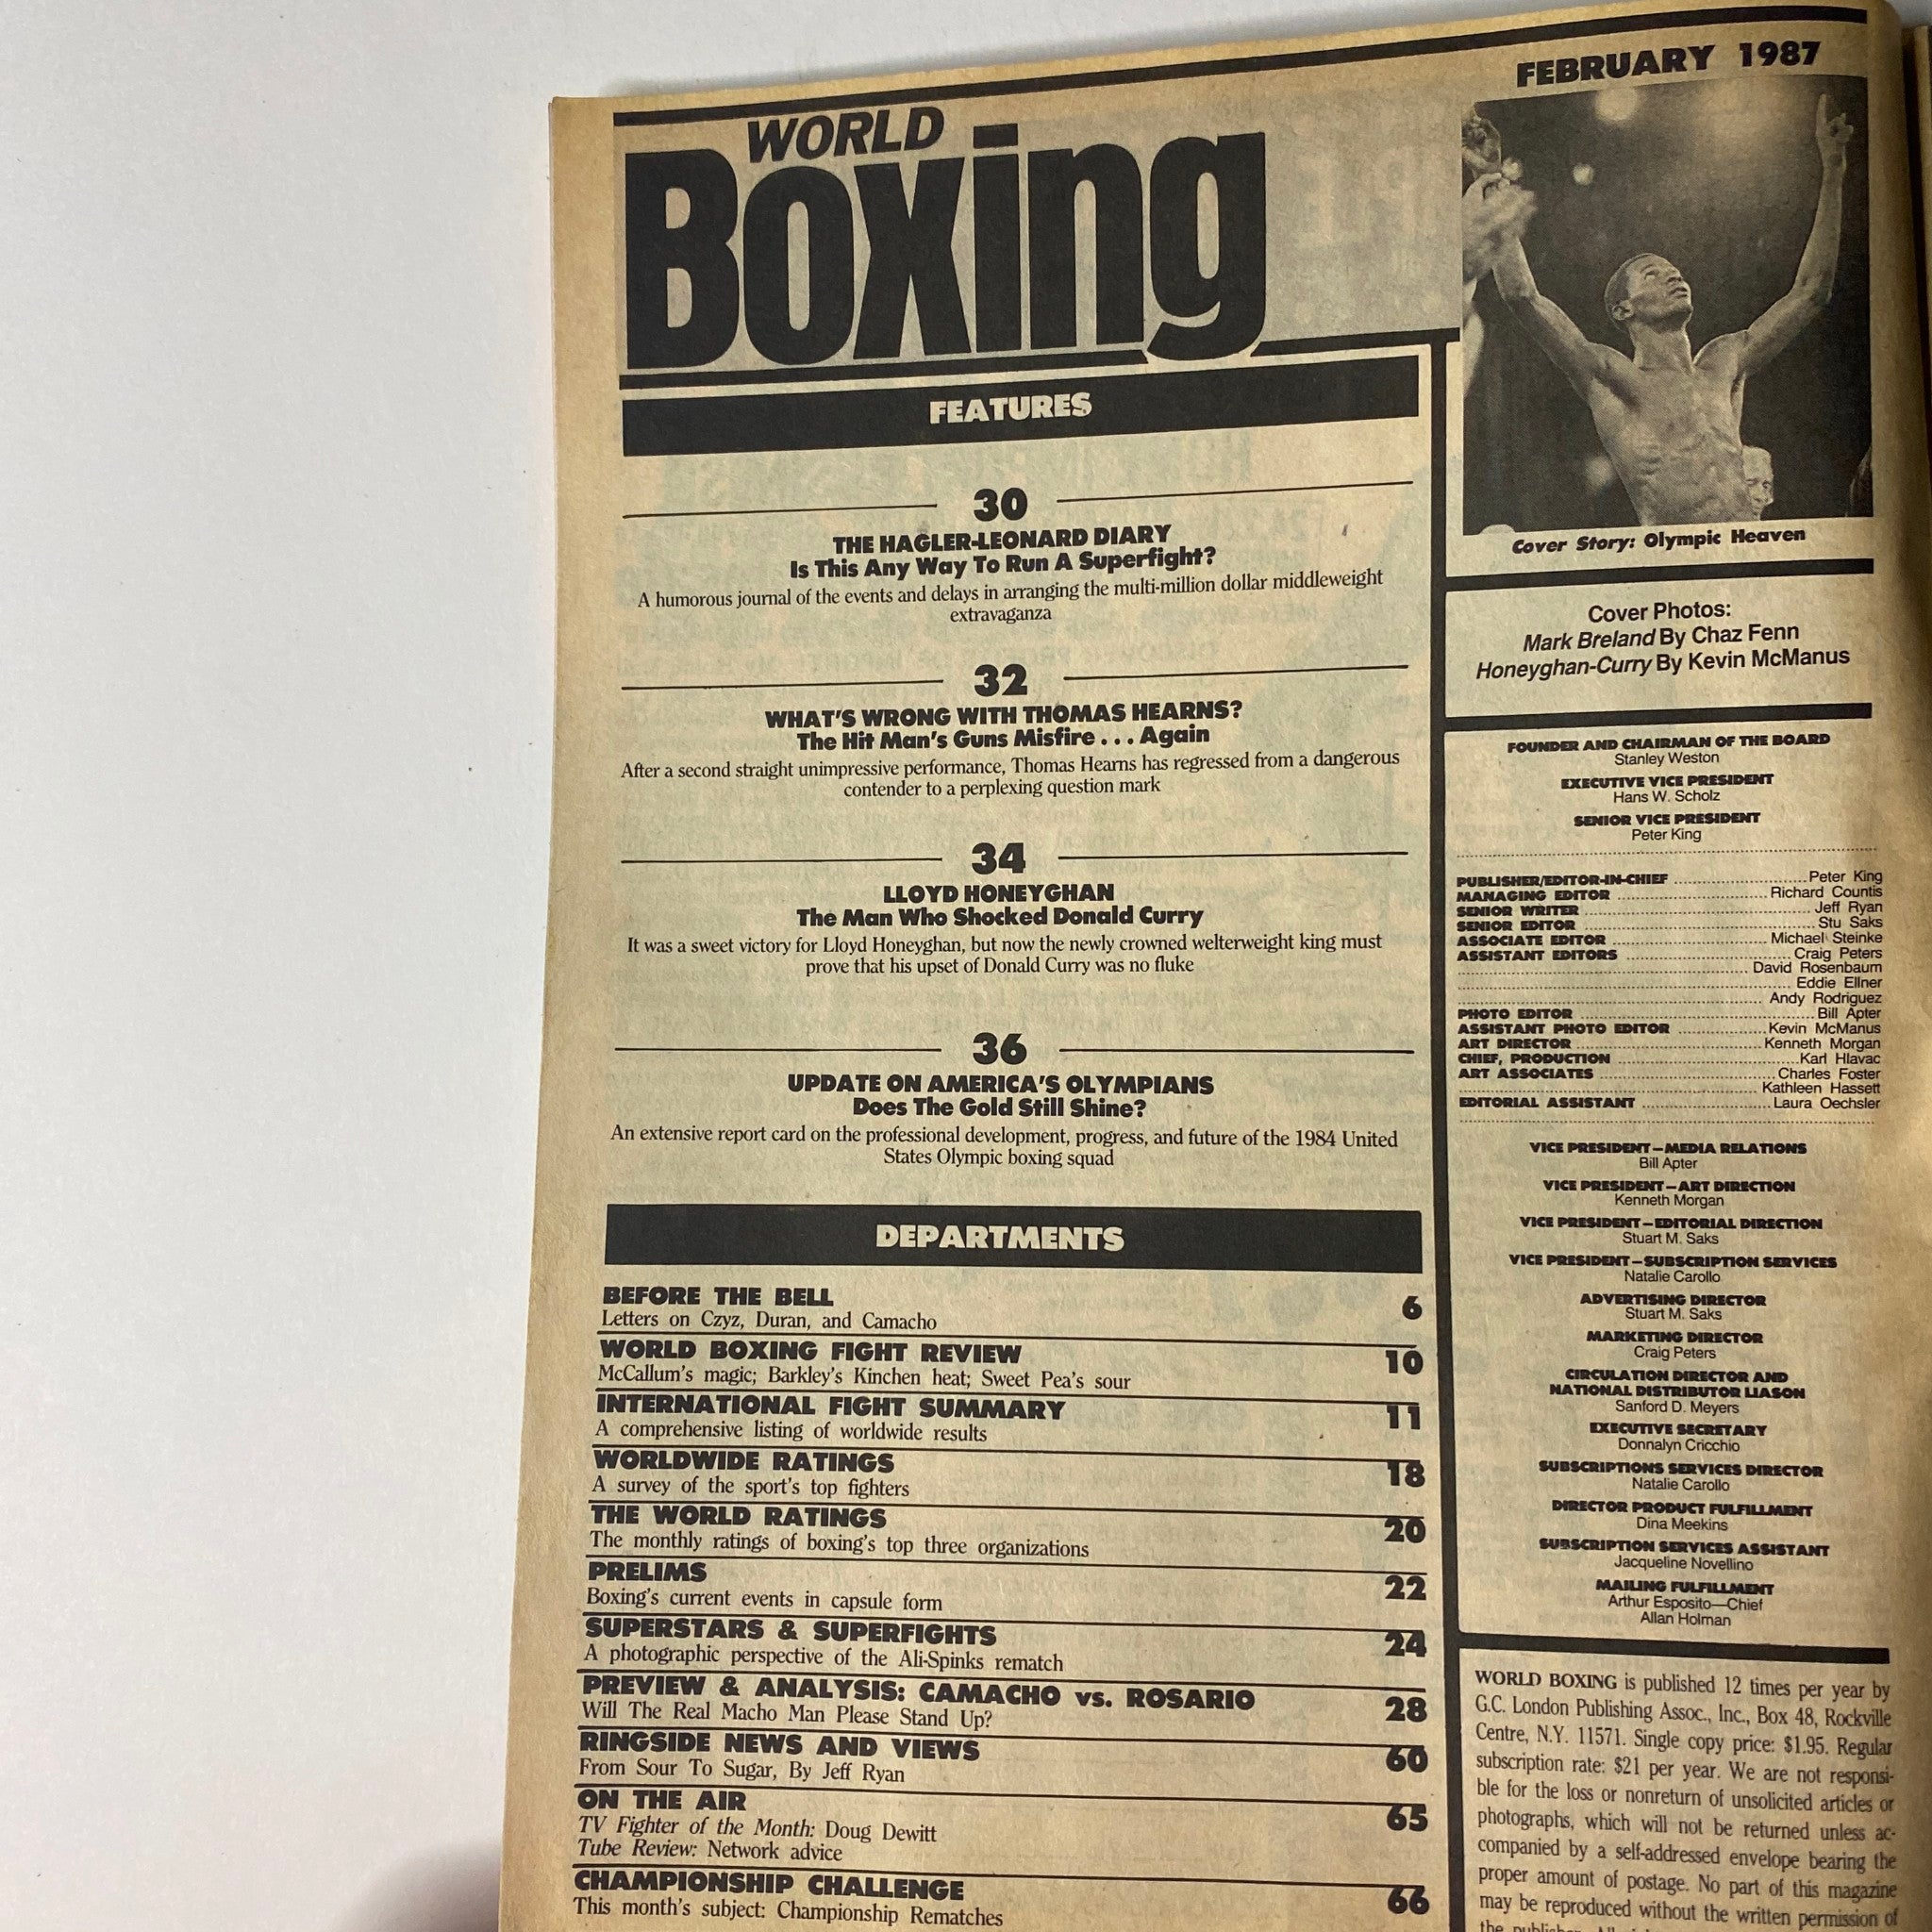 WORLD
Boxing
FEBRUARY 1987
FEATURES
30
THE HAGLER-LEONARD DIARY
Is This Any Way To Run A Superfight?
A humorous journal of the events and delays in arranging the multi-million dollar middleweight
extravaganza
32
WHAT'S WRONG WITH THOMAS HEARNS?
The Hit Man's Guns Misfire . . . Again
After a second straight unimpressive performance, Thomas Hearns has regressed from a dangerous
contender to a perplexing question mark
34
LLOYD HONEYGHAN
The Man Who Shocked Donald Curry
It was a sweet victory for Lloyd Honeyghan, but now the newly crowned welterweight king must
prove that his upset of Donald Curry was no fluke
36
UPDATE ON AMERICA'S OLYMPIANS
Does The Gold Still Shine?
An extensive report card on the professional development, progress, and future of the 1984 United
States Olympic boxing squad
DEPARTMENTS
BEFORE THE BELL 6
Letters on Czyz, Duran, and Camacho
WORLD BOXING FIGHT REVIEW 10
McCallum's magic; Barkley's Kinchen heat; Sweet Pea's sour
INTERNATIONAL FIGHT SUMMARY 11
A comprehensive listing of worldwide results
WORLDWIDE RATINGS 18
A survey of the sport's top fighters
THE WORLD RATINGS 20
The monthly ratings of boxing's top three organizations
PRELIMS 22
Boxing's current events in capsule form
SUPERSTARS & SUPERFIGHTS 24
A photographic perspective of the Ali-Spinks rematch
PREVIEW & ANALYSIS: CAMACHO vs. ROSARIO 28
Will The Real Macho Man Please Stand Up?
RINGSIDE NEWS AND VIEWS 60
From Sour To Sugar, By Jeff Ryan
ON THE AIR 65
TV Fighter of the Month: Doug Dewitt
Tube Review: Network advice
CHAMPIONSHIP CHALLENGE 66
This month's subject: Championship Rematches
Cover Story: Olympic Heaven
Cover Photos:
Mark Breland By Chaz Fenn
Honeyghan-Curry By Kevin McManus
FOUNDER AND CHAIRMAN OF THE BOARD
Stanley Weston
EXECUTIVE VICE PRESIDENT
Hans W. Scholz
SENIOR VICE PRESIDENT
Peter King
PUBLISHER/EDITOR-IN-CHIEF Peter King
MANAGING EDITOR Richard Countis
SENIOR WRITER Jeff Ryan
SENIOR EDITOR Stu Saks
ASSOCIATE EDITOR Michael Steinke
ASSISTANT EDITORS Craig Peters
David Rosenbaum
Eddie Ellner
Andy Rodriguez
PHOTO EDITOR Bill Apter
ASSISTANT PHOTO EDITOR Kevin McManus
ART DIRECTOR Kenneth Morgan
CHIEF, PRODUCTION Karl Hlavac
ART ASSOCIATES Charles Foster
Kathleen Hassett
EDITORIAL ASSISTANT Laura Oechsler
VICE PRESIDENT—MEDIA RELATIONS
Bill Apter
VICE PRESIDENT—ART DIRECTION
Kenneth Morgan
VICE PRESIDENT—EDITORIAL DIRECTION
Stuart M. Saks
VICE PRESIDENT—SUBSCRIPTION SERVICES
Natalie Carollo
ADVERTISING DIRECTOR
Stuart M. Saks
MARKETING DIRECTOR
Craig Peters
CIRCULATION DIRECTOR AND
NATIONAL DISTRIBUTOR LIASON
Sanford D. Meyers
EXECUTIVE SECRETARY
Donnalyn Cricchio
SUBSCRIPTIONS SERVICES DIRECTOR
Natalie Carollo
DIRECTOR PRODUCT FULFILLMENT
Dina Meekins
SUBSCRIPTION SERVICES ASSISTANT
Jacqueline Novellino
MAILING FULFILLMENT
Arthur Esposito—Chief
Allan Holman
WORLD BOXING is published 12 times per year by
G.C. London Publishing Assoc., Inc., Box 48, Rockville
Centre, N.Y. 11571. Single copy price: $1.95. Regular
subscription rate: $21 per year. We are not responsi-
ble for the loss or nonreturn of unsolicited articles or
photographs, which will not be returned unless ac-
companied by a self-addressed envelope bearing the
proper amount of postage. No part of this magazine
may be reproduced without the written permission of